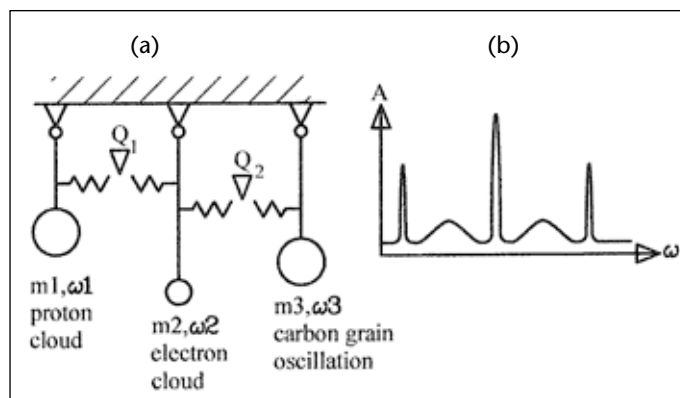 (a)
(b)
Q1
Q2
m1,ω1
proton
cloud
m2,ω2
electron
cloud
m3,ω3
carbon grain
oscillation
A
ω